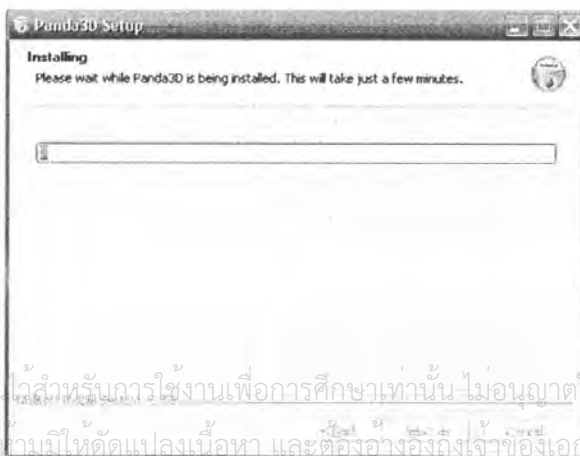 Panda3D Setup
Installing
Please wait while Panda3D is being installed. This will take just a few minutes.
ไว้สำหรับการใช้งานเพื่อการศึกษาเท่านั้น ไม่อนุญาต
ห้ามมิให้ดัดแปลงเนื้อหา และต้องอ้างอิงถึงเจ้าของเอก